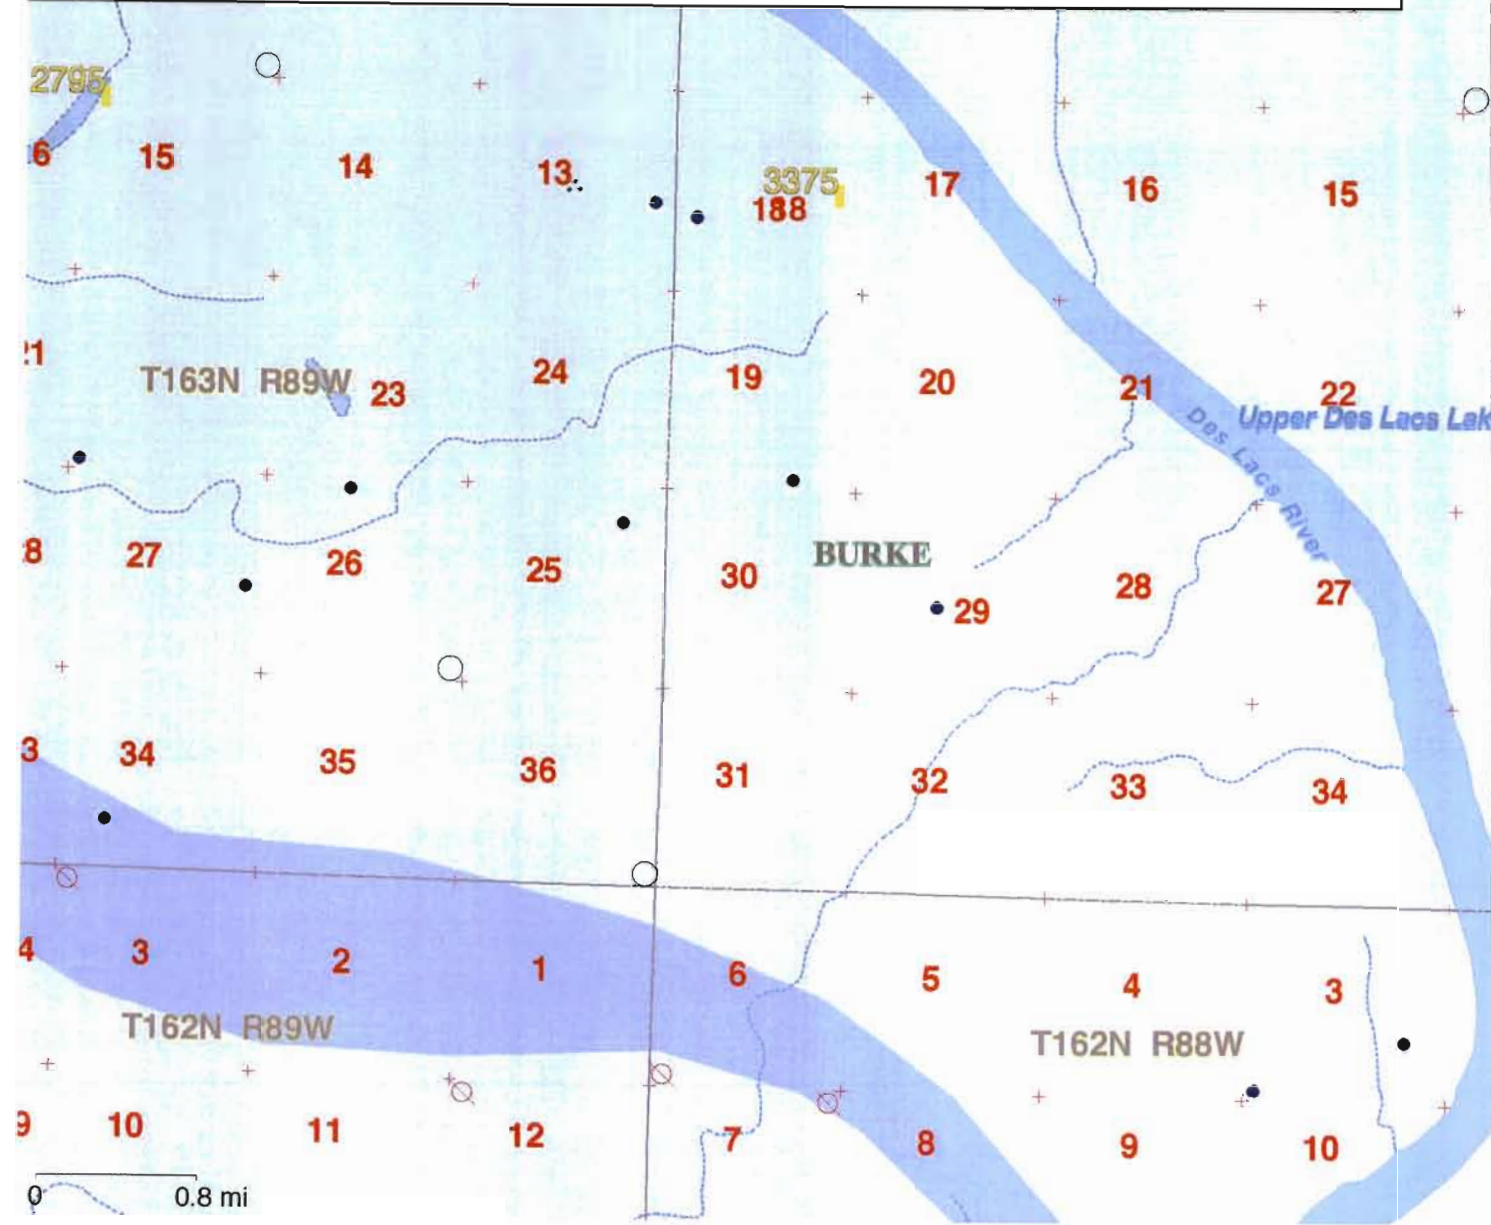 2795
6 15 14 13 3375 188 17 16 15
21 T163N R89W 23 24 19 20 21 22
Upper Des Lacs Lak
Des Lacs River
28 27 26 25 30 BURKE 29 28 27
3 34 35 36 31 32 33 34
4 3 2 1 6 5 4 3
T162N R89W T162N R88W
9 10 11 12 7 8 9 10
0 0.8 mi